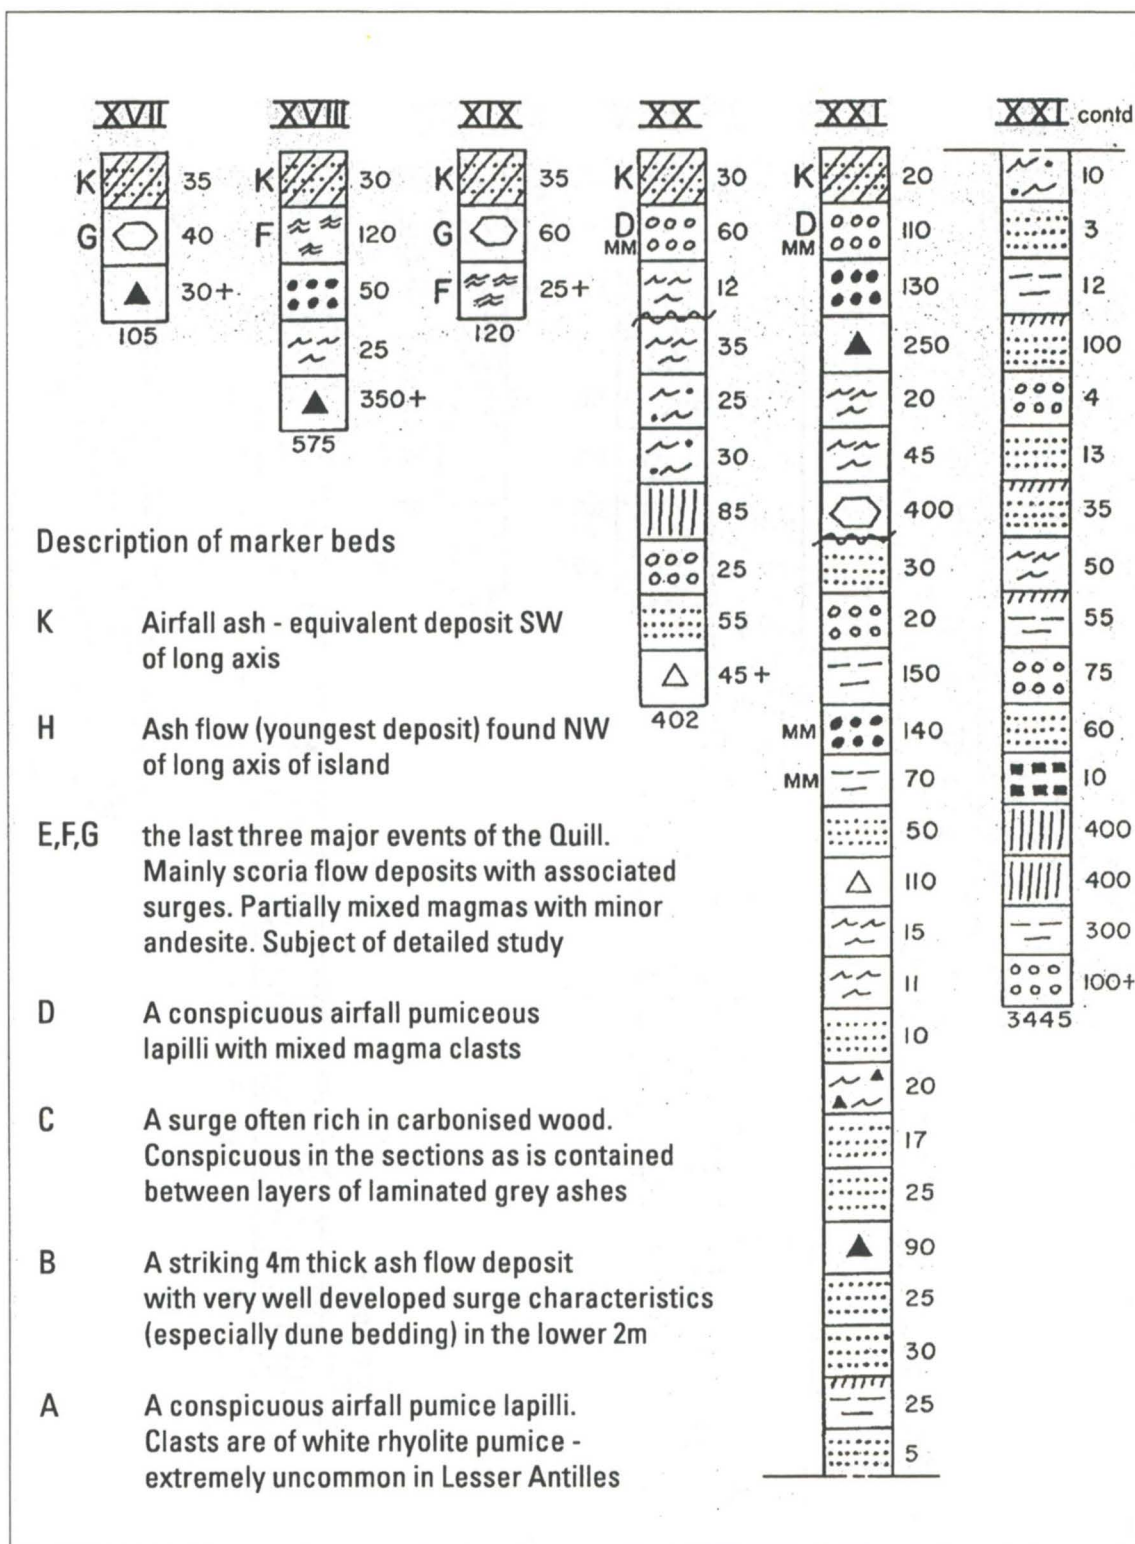 XVII
K 35
G 40
30+
105
XVIII
K 30
F 120
50
25
350+
575
XIX
K 35
G 60
F 25+
120
XX
K 30
D 60
MM
12
35
25
30
85
25
55
45+
402
XXI
K 20
D 110
MM
130
250
20
45
400
30
20
150
MM 140
MM 70
50
110
15
11
10
20
17
25
90
25
30
25
5
XXI contd
10
3
12
100
4
13
35
50
55
75
60
10
400
400
300
100+
3445
Description of marker beds
K Airfall ash - equivalent deposit SW
of long axis
H Ash flow (youngest deposit) found NW
of long axis of island
E,F,G the last three major events of the Quill.
Mainly scoria flow deposits with associated
surges. Partially mixed magmas with minor
andesite. Subject of detailed study
D A conspicuous airfall pumiceous
lapilli with mixed magma clasts
C A surge often rich in carbonised wood.
Conspicuous in the sections as is contained
between layers of laminated grey ashes
B A striking 4m thick ash flow deposit
with very well developed surge characteristics
(especially dune bedding) in the lower 2m
A A conspicuous airfall pumice lapilli.
Clasts are of white rhyolite pumice -
extremely uncommon in Lesser Antilles